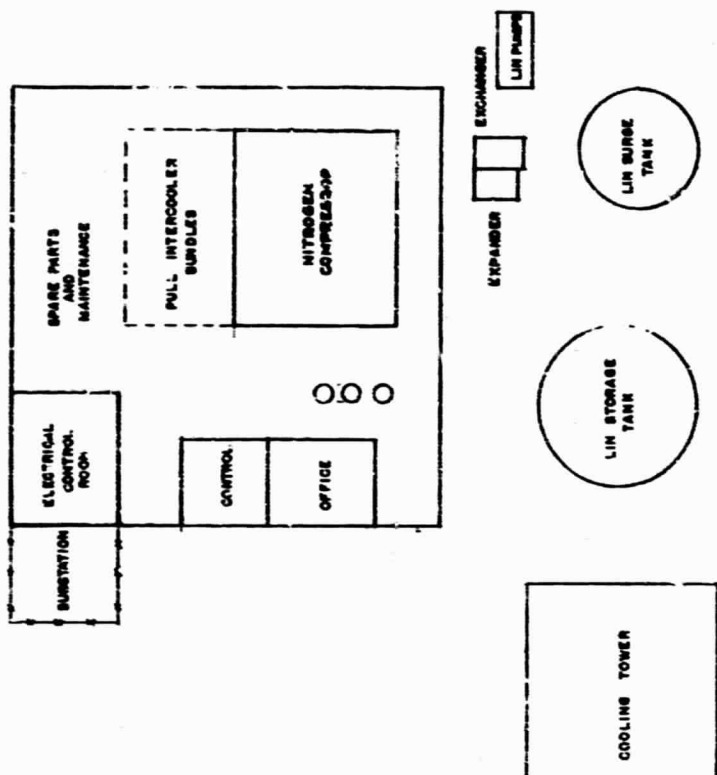 SUBSTATION
ELECTRICAL
CONTROL
ROOM
SPARE PARTS
AND
MAINTENANCE
PULL INTERCOOLER
BUNDLES
CONTROL
OFFICE
NITROGEN
COMPRESSOR
EXPANDER
EXCHANGER
LIN PUMPS
COOLING TOWER
LIN STORAGE
TANK
LIN SURGE
TANK